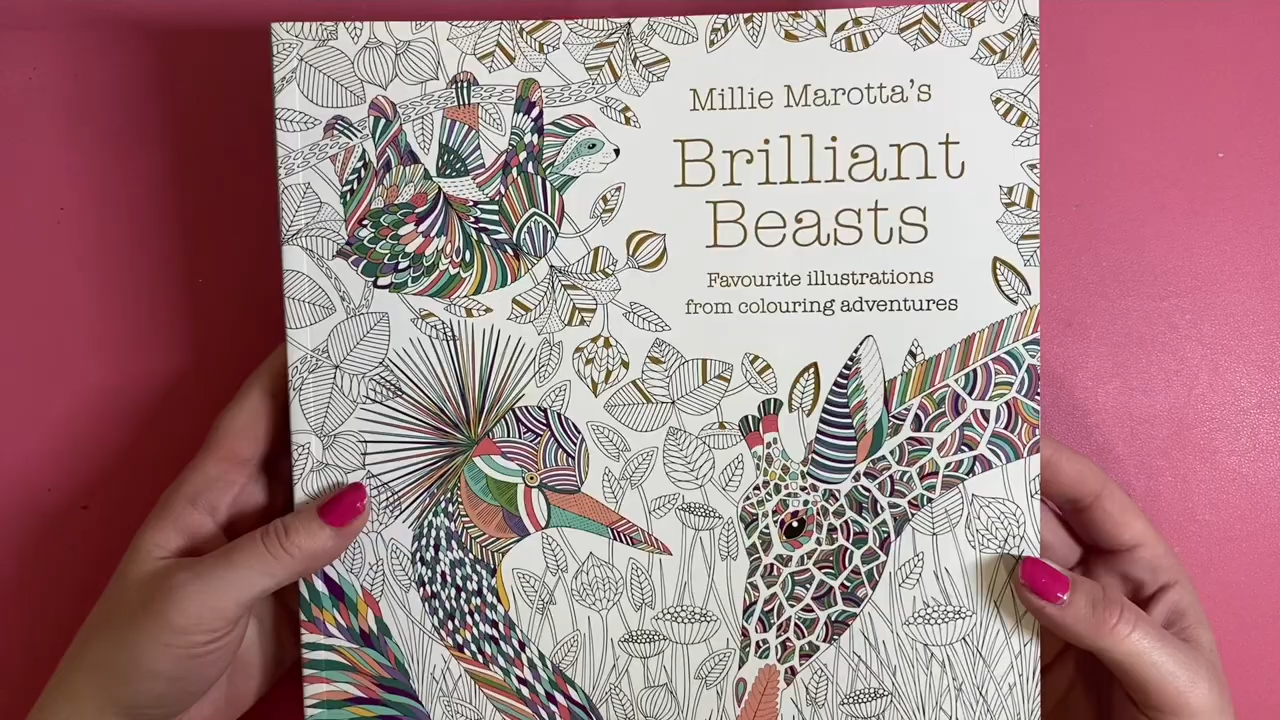 Millie Marotta's
Brilliant
Beasts
Favourite illustrations
from colouring adventures